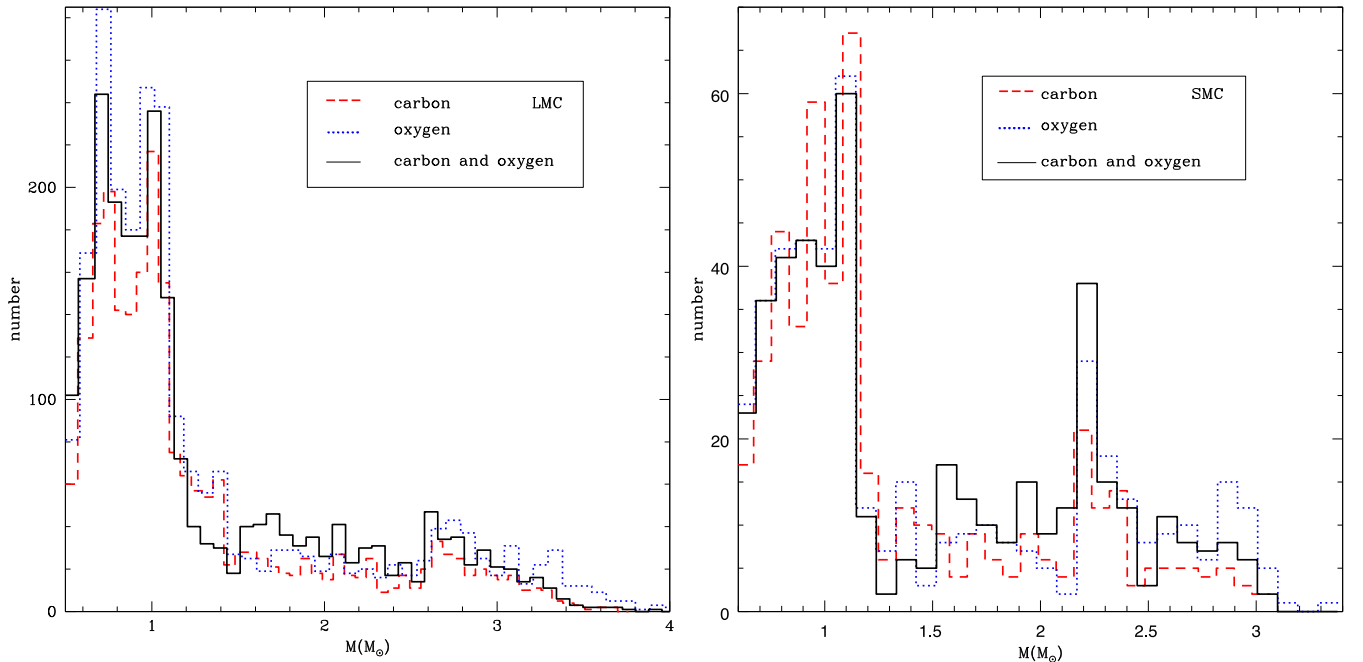 carbon LMC
oxygen
carbon and oxygen
number
200
100
0
1
2
3
4
M(M☉)
carbon SMC
oxygen
carbon and oxygen
number
60
40
20
0
1
1.5
2
2.5
3
M(M☉)